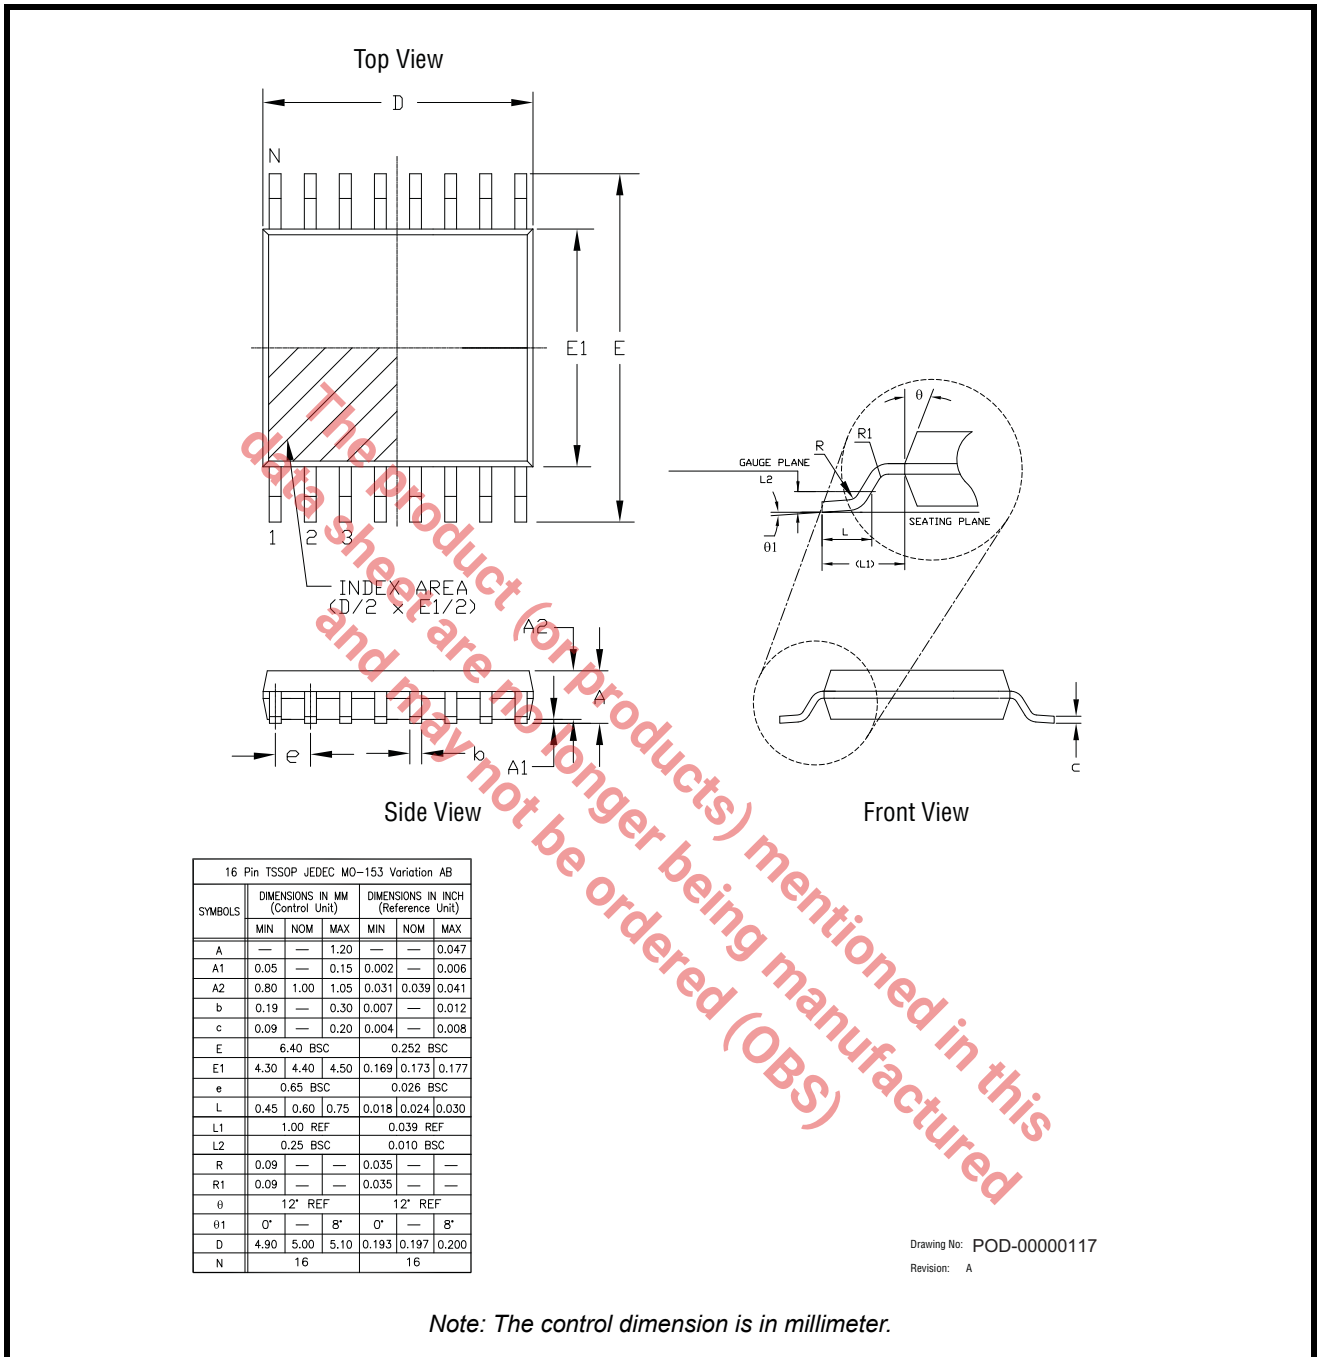 Top View
D
N
E1
E
1 2 3
INDEX AREA
(D/2 x E1/2)
θ
R
R1
GAUGE PLANE
L2
SEATING PLANE
θ1
L
(L1)
A2
A
e
b
A1
c
Side View
Front View
The product (or products) mentioned in this
data sheet are no longer being manufactured
and may not be ordered (OBS)
16 Pin TSSOP JEDEC MO-153 Variation AB
SYMBOLS DIMENSIONS IN MM (Control Unit) DIMENSIONS IN INCH (Reference Unit)
MIN NOM MAX MIN NOM MAX
A — — 1.20 — — 0.047
A1 0.05 — 0.15 0.002 — 0.006
A2 0.80 1.00 1.05 0.031 0.039 0.041
b 0.19 — 0.30 0.007 — 0.012
c 0.09 — 0.20 0.004 — 0.008
E 6.40 BSC 0.252 BSC
E1 4.30 4.40 4.50 0.169 0.173 0.177
e 0.65 BSC 0.026 BSC
L 0.45 0.60 0.75 0.018 0.024 0.030
L1 1.00 REF 0.039 REF
L2 0.25 BSC 0.010 BSC
R 0.09 — — 0.035 — —
R1 0.09 — — 0.035 — —
θ 12° REF 12° REF
θ1 0° — 8° 0° — 8°
D 4.90 5.00 5.10 0.193 0.197 0.200
N 16 16
Drawing No: POD-00000117
Revision: A
Note: The control dimension is in millimeter.